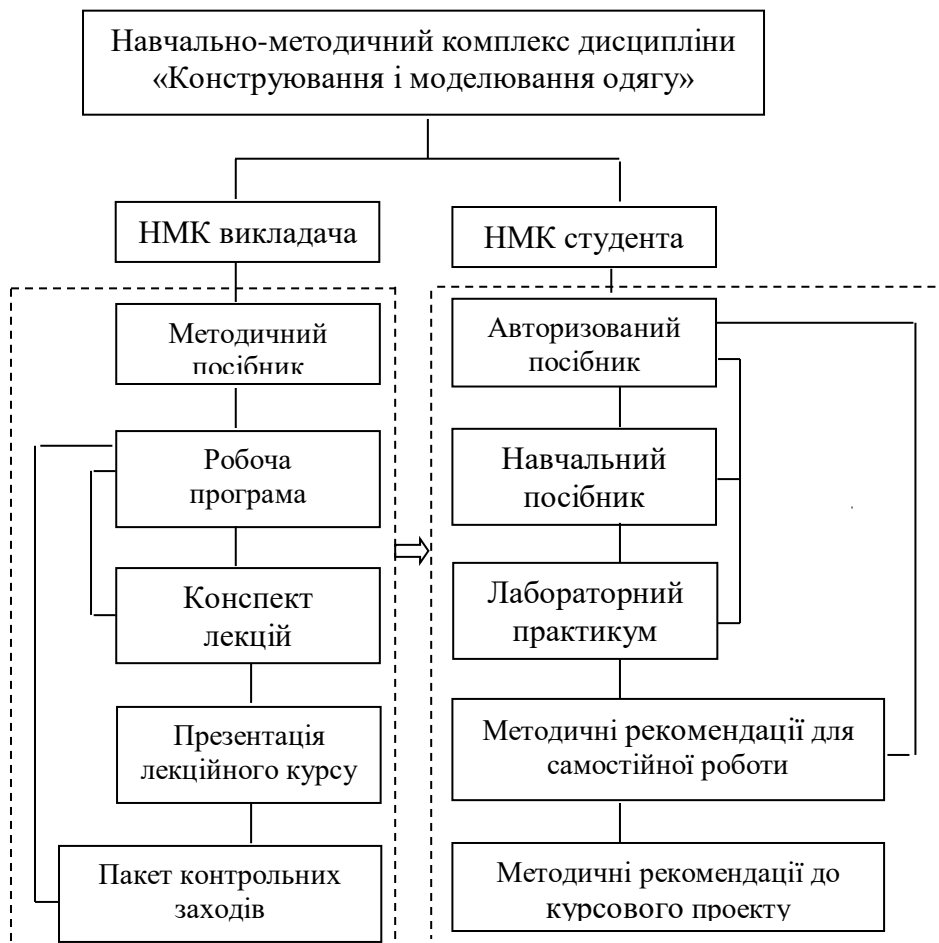 Навчально-методичний комплекс дисципліни
«Конструювання і моделювання одягу»
НМК викладача
НМК студента
Методичний
посібник
Робоча
програма
Конспект
лекцій
Презентація
лекційного курсу
Пакет контрольних
заходів
Авторизований
посібник
Навчальний
посібник
Лабораторний
практикум
Методичні рекомендації для
самостійної роботи
Методичні рекомендації до
курсового проекту